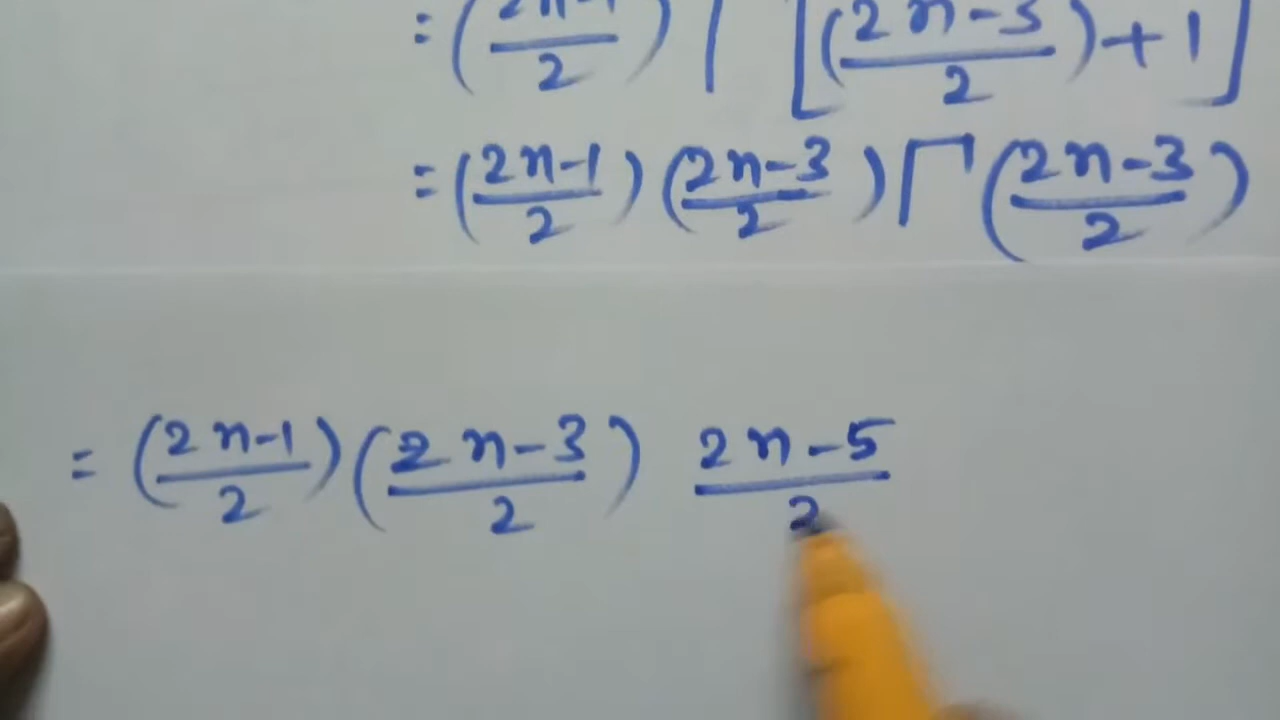 = (2n-1/2) Γ [(2n-3/2)+1]
= (2n-1/2) (2n-3/2) Γ (2n-3/2)
= (2n-1/2) (2n-3/2) 2n-5/2